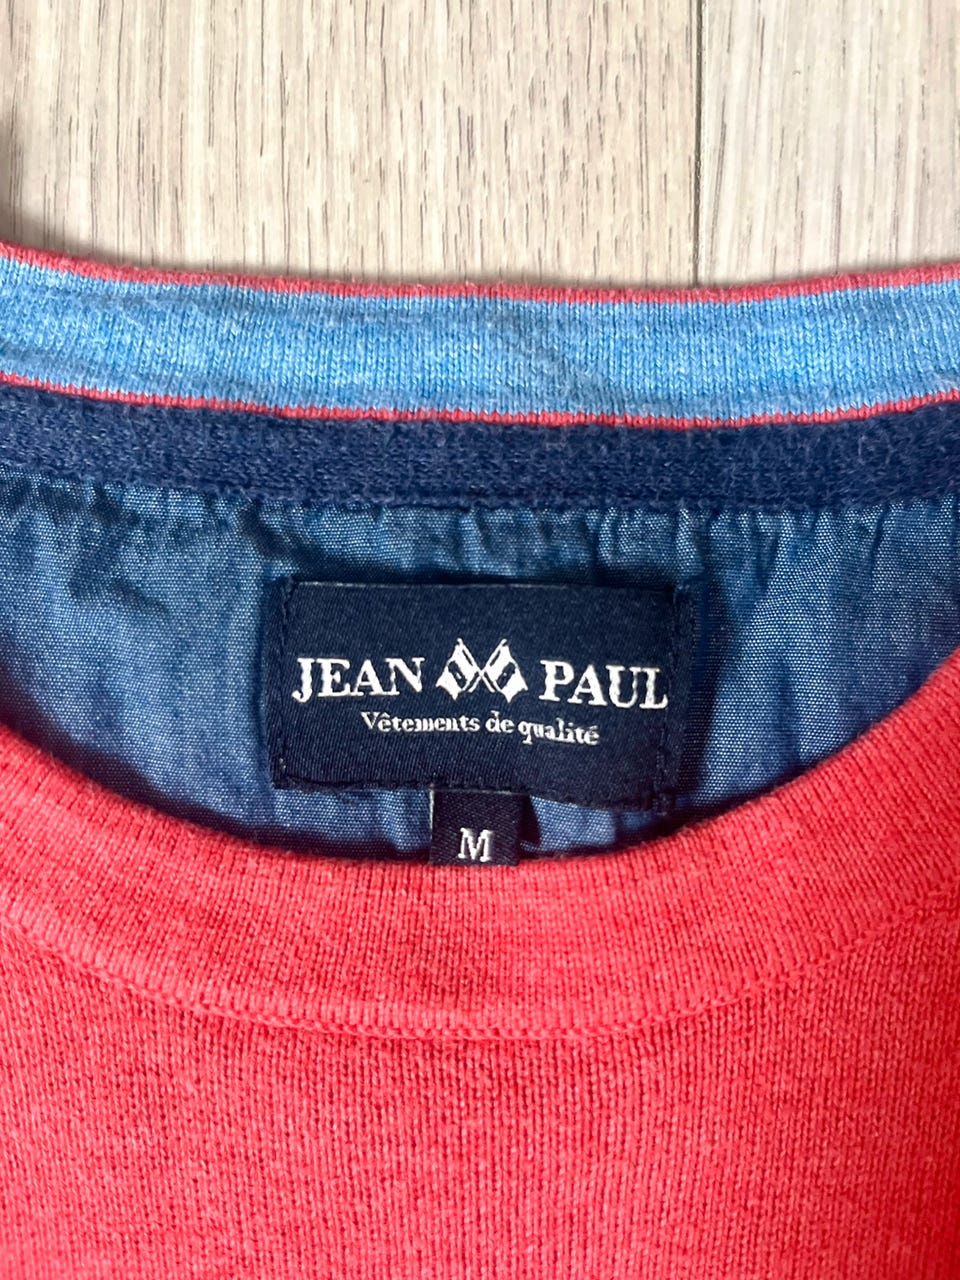 JEAN PAUL
Vêtements de qualité
M